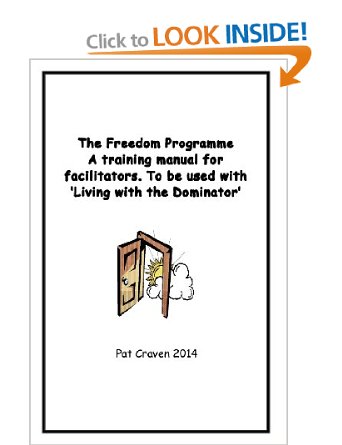 Click to LOOK INSIDE!
The Freedom Programme
A training manual for
facilitators. To be used with
'Living with the Dominator'
Pat Craven 2014